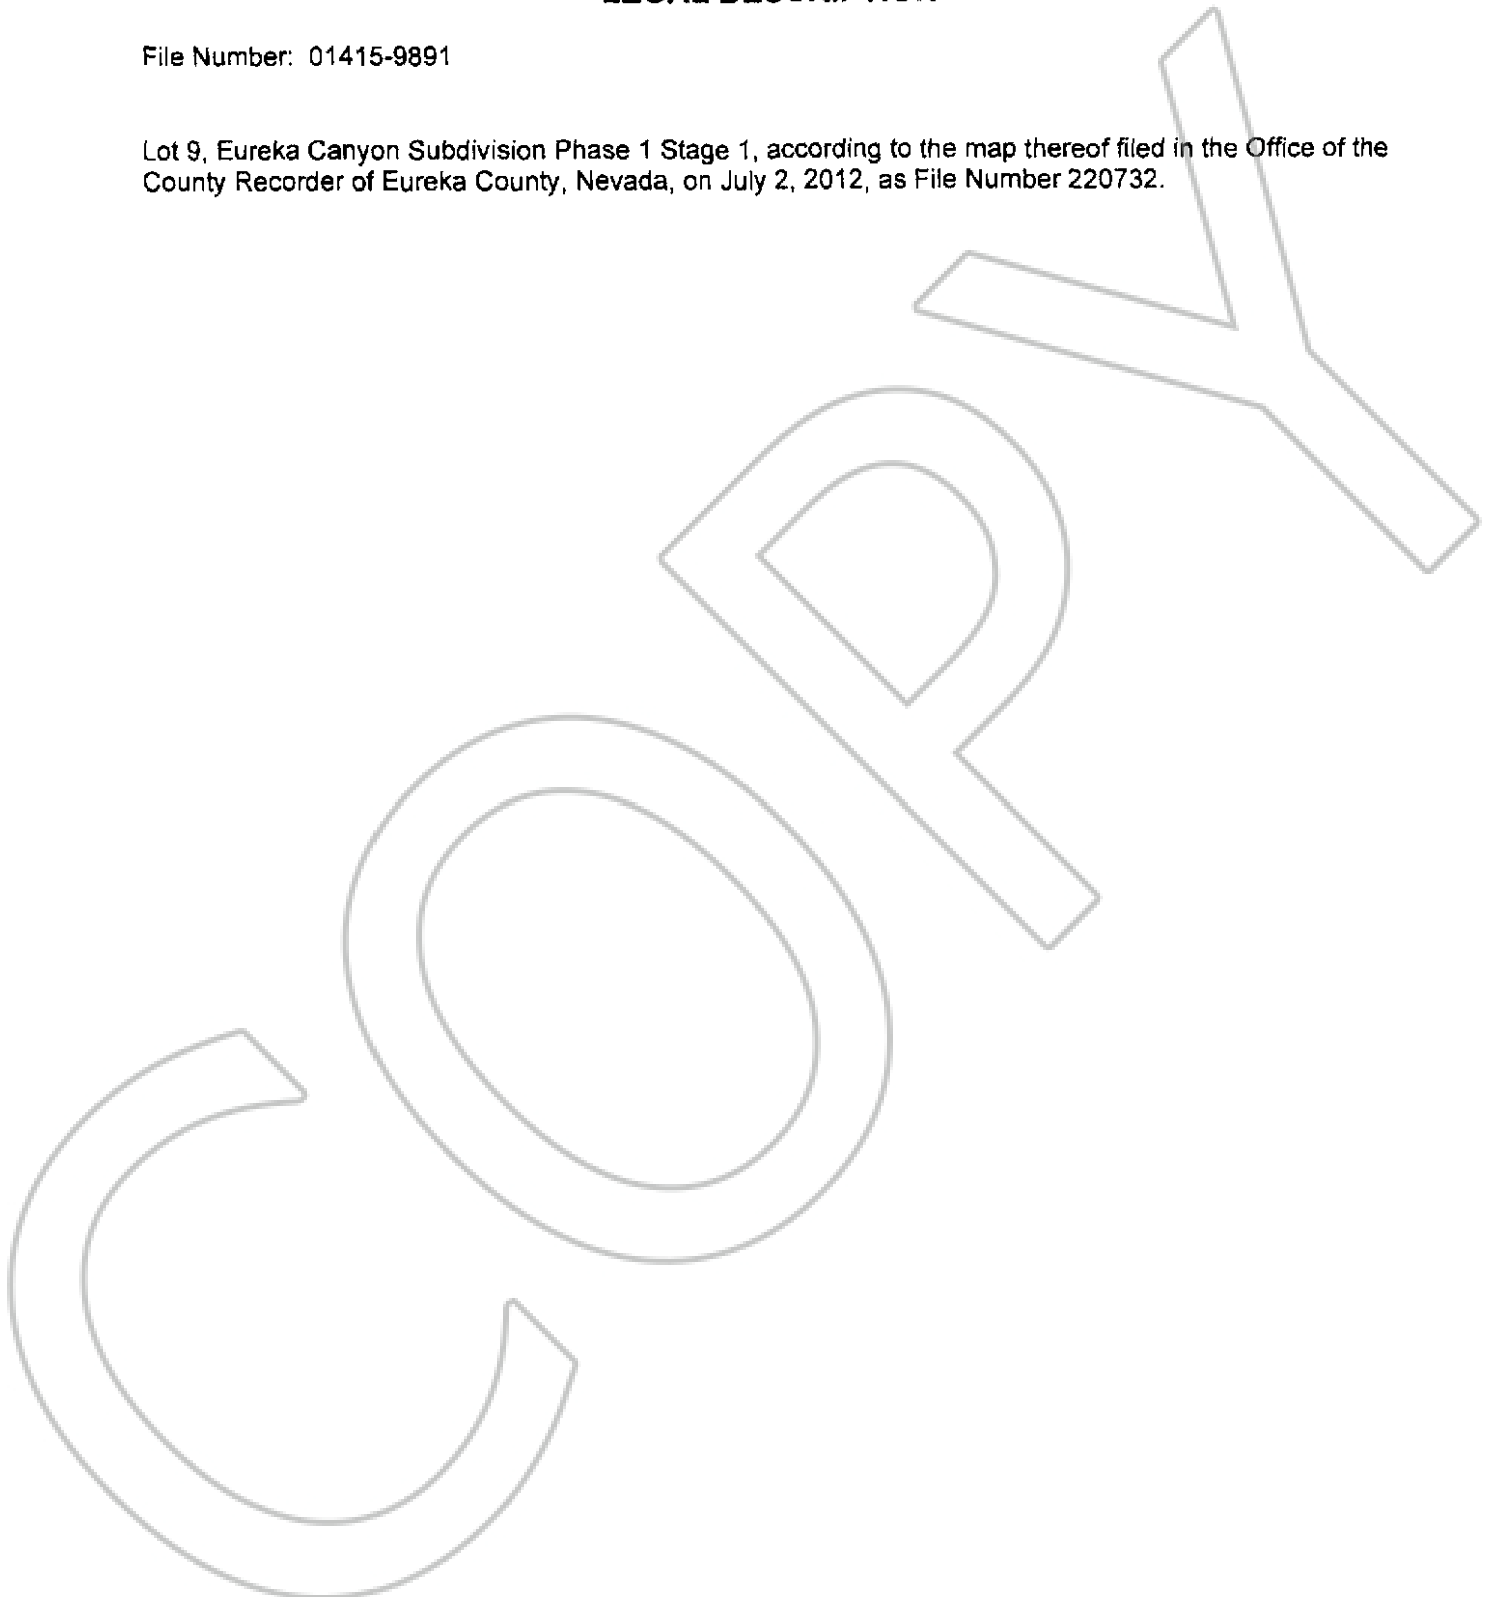 File Number: 01415-9891
Lot 9, Eureka Canyon Subdivision Phase 1 Stage 1, according to the map thereof filed in the Office of the
County Recorder of Eureka County, Nevada, on July 2, 2012, as File Number 220732.
COPY